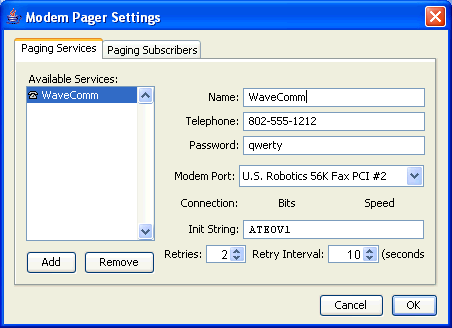 Modem Pager Settings
Paging Services Paging Subscribers
Available Services:
WaveComm
Name: WaveComm
Telephone: 802-555-1212
Password: qwerty
Modem Port: U.S. Robotics 56K Fax PCI #2
Connection: Bits Speed
Init String: ATE0V1
Retries: 2 Retry Interval: 10 (seconds
Add Remove
Cancel OK